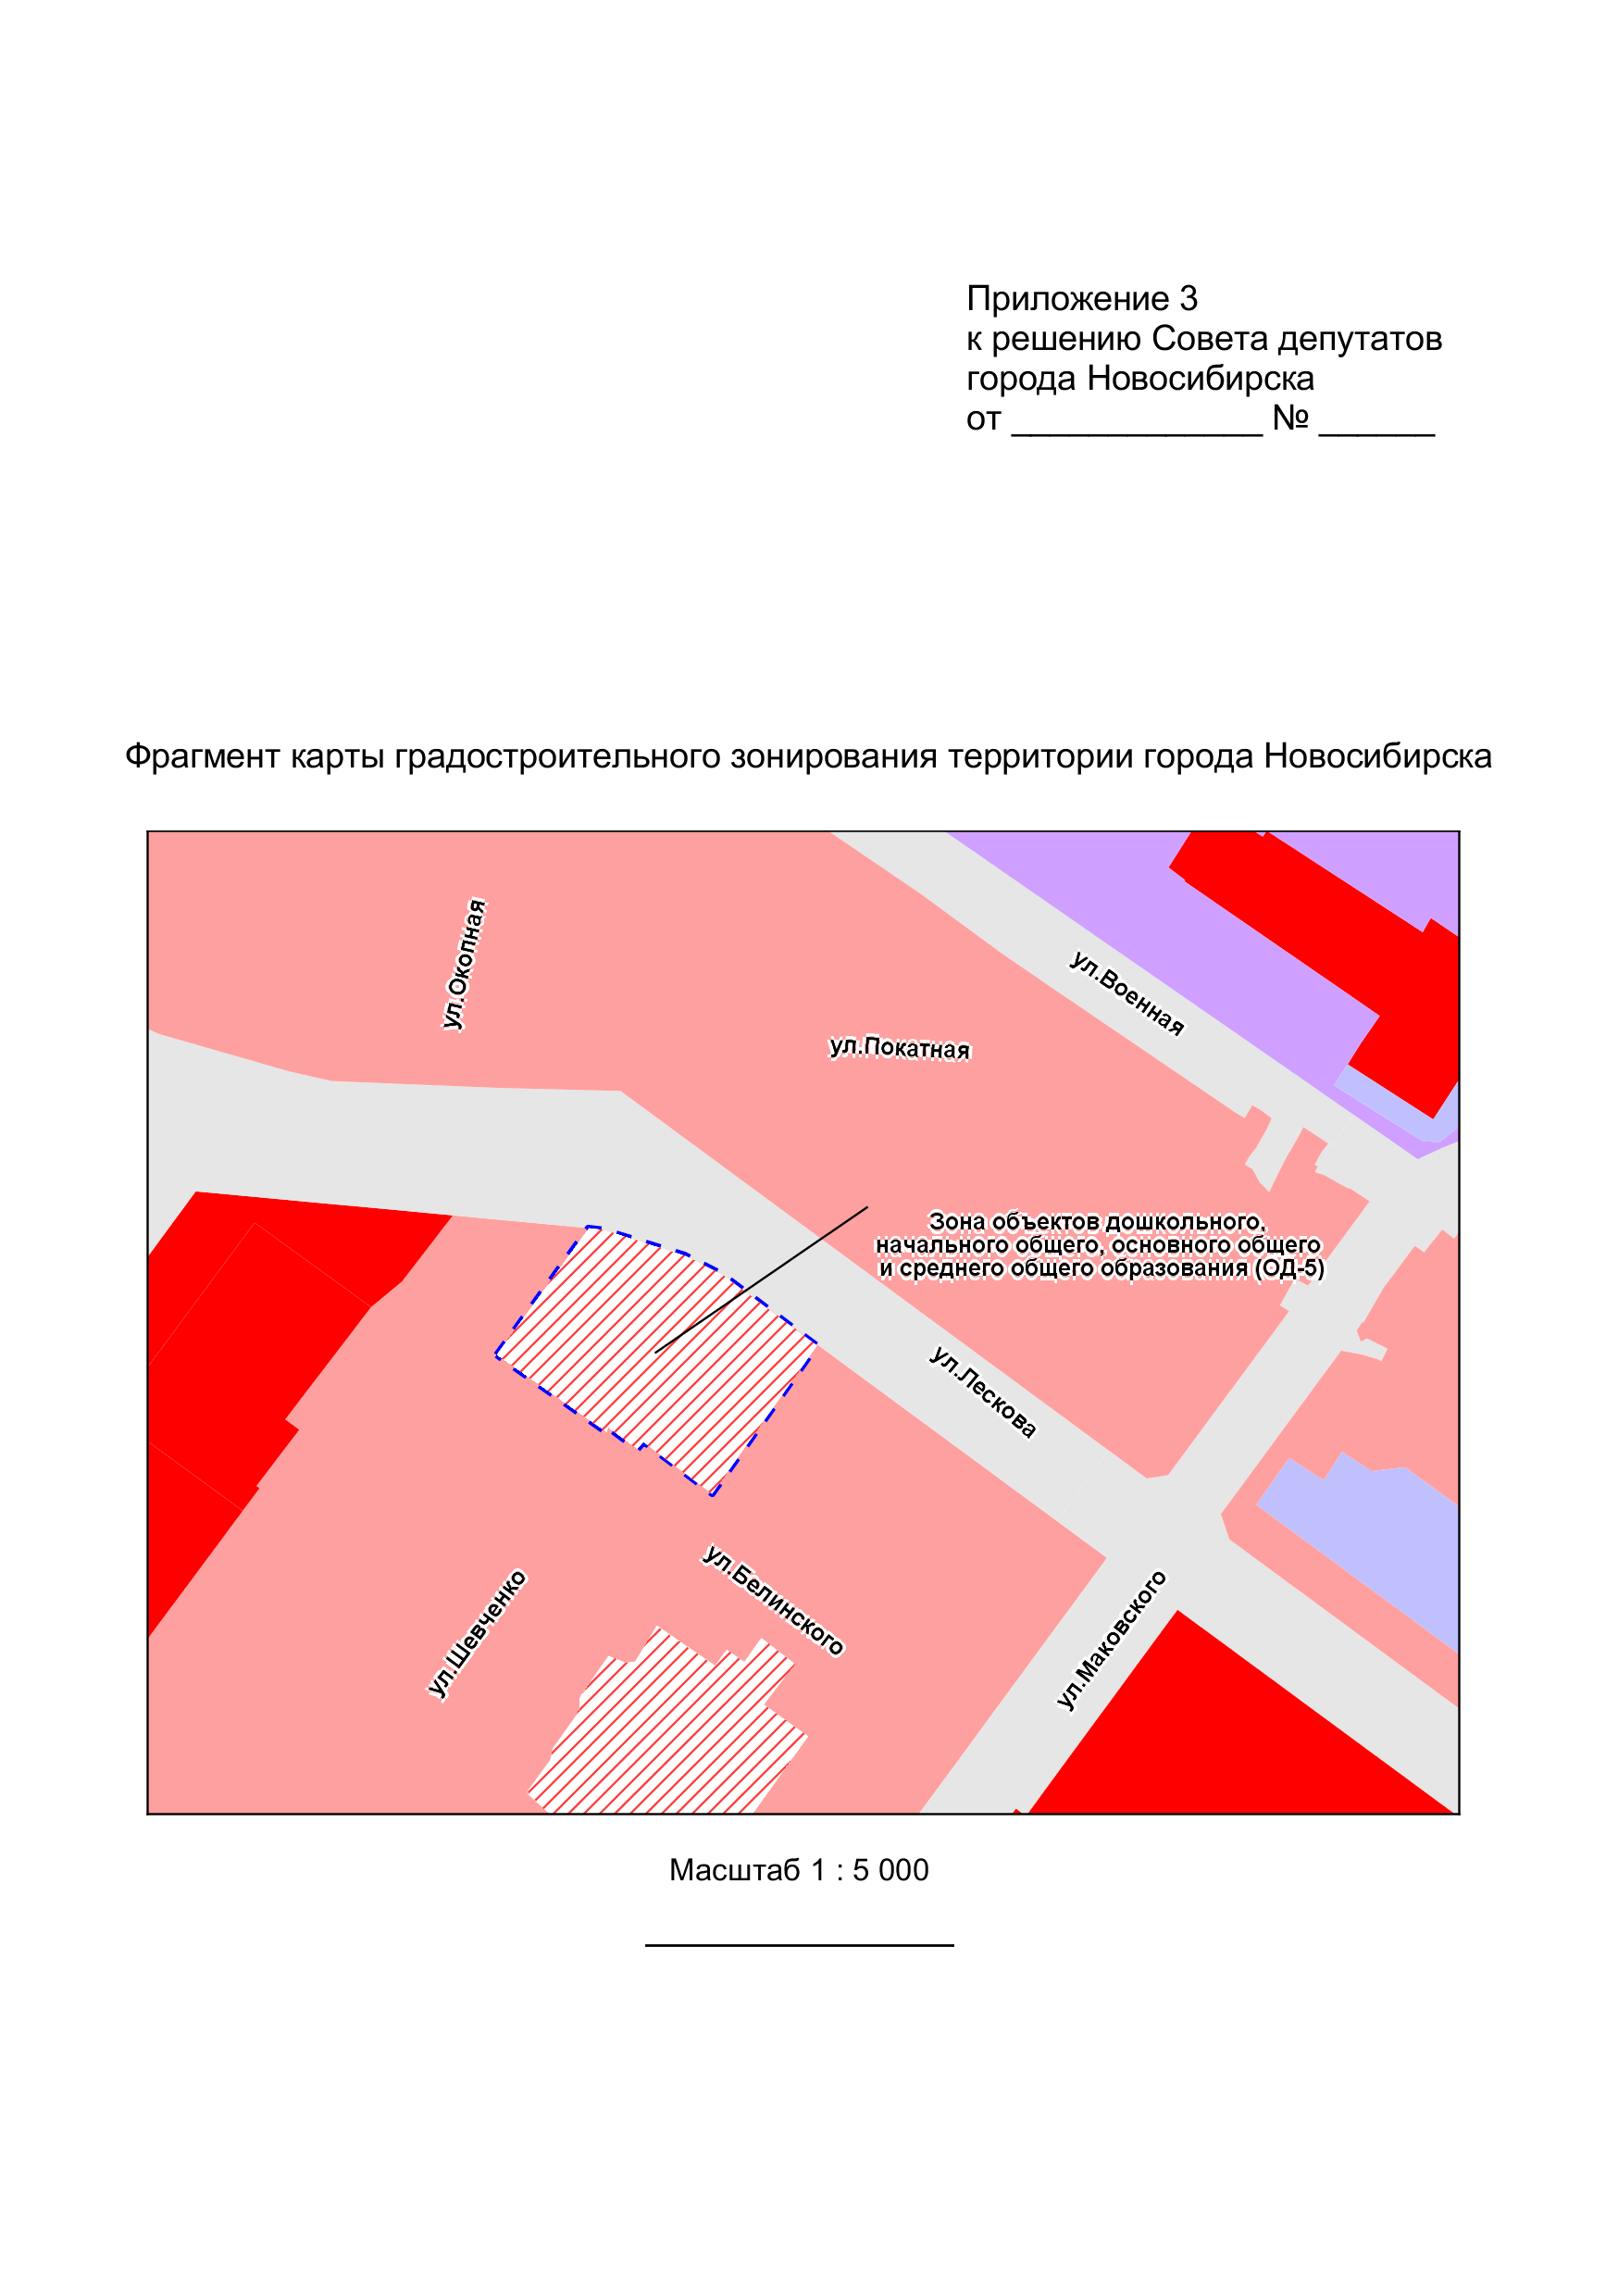 Приложение 3
к решению Совета депутатов
города Новосибирска
от _____________ № ______
Фрагмент карты градостроительного зонирования территории города Новосибирска
ул.Окопная
ул.Военная
ул.Покатная
Зона объектов дошкольного,
начального общего, основного общего
и среднего общего образования (ОД-5)
ул.Лескова
ул.Белинского
ул.Шевченко
ул.Маковского
Масштаб 1 : 5 000